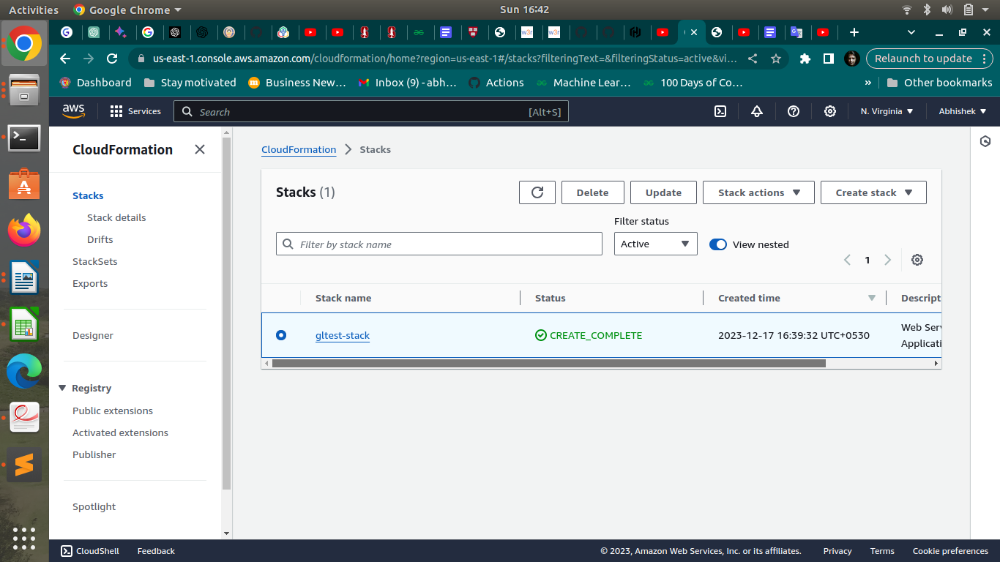 Activities Google Chrome Sun 16:42
us-east-1.console.aws.amazon.com/cloudformation/home?region=us-east-1#/stacks?filteringText=&filteringStatus=active&vi… Relaunch to update
Dashboard Stay motivated Business New… Inbox (9) - abh… Actions Machine Lear… 100 Days of Co… » Other bookmarks
aws Services Search [Alt+S] N. Virginia Abhishek
CloudFormation
Stacks
Stack details
Drifts
StackSets
Exports
Designer
Registry
Public extensions
Activated extensions
Publisher
Spotlight
CloudFormation Stacks
Stacks (1) Delete Update Stack actions Create stack
Filter status
Filter by stack name Active View nested
1
Stack name Status Created time Descript
gltest-stack CREATE_COMPLETE 2023-12-17 16:39:32 UTC+0530 Web Serv
Applicati
CloudShell Feedback © 2023, Amazon Web Services, Inc. or its affiliates. Privacy Terms Cookie preferences